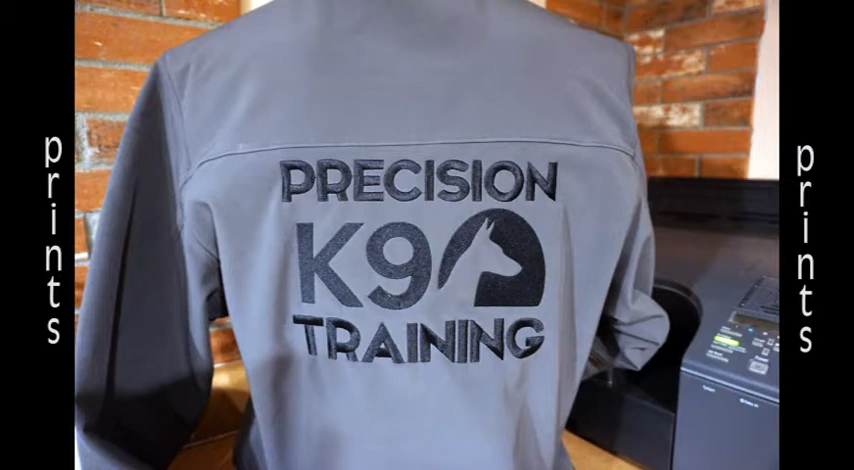 prints
PRECISION
K9
TRAINING
prints